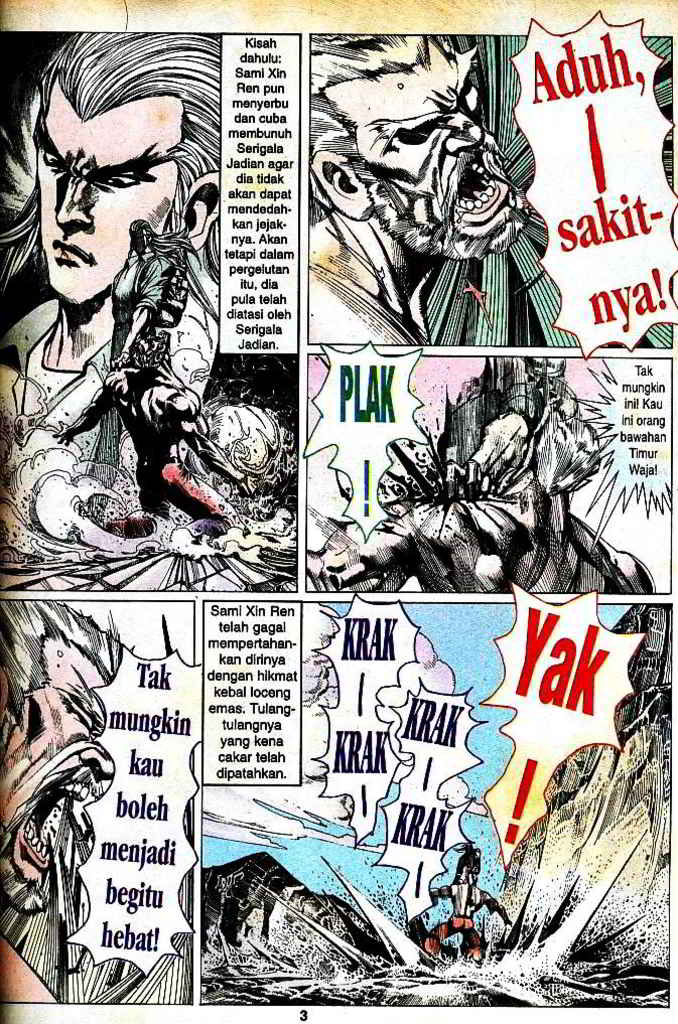 Kisah
dahulu:
Sami Xin
Ren pun
menyerbu
dan cuba
membunuh
Serigala
Jadian agar
dia tidak
akan dapat
mendedah-
kan jejak-
nya. Akan
tetapi dalam
pergelutan
itu, dia
pula telah
diatasi oleh
Serigala
Jadian.
Aduh,
!
sakit-
nya!
PLAK
!
Tak
mungkin
ini! Kau
ini orang
bawahan
Timur
Waja!
Tak
mungkin
kau
boleh
menjadi
begitu
hebat!
Sami Xin Ren
telah gagal
mempertahan-
kan dirinya
dengan hikmat
kebal loceng
emas. Tulang-
tulangnya
yang kena
cakar telah
dipatahkan.
KRAK
!
KRAK
!
KRAK
!
KRAK
!
Yak
!
3